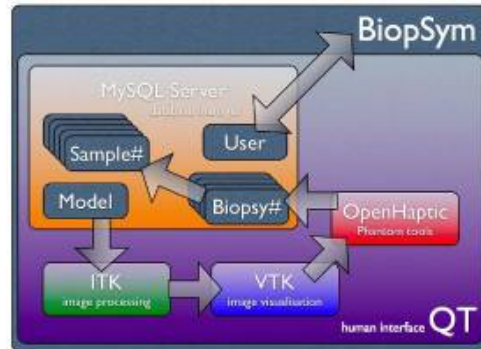 BiopSym
MySQL Server
User
Sample#
Model
Biopsy#
OpenHaptic
Phantom tools
ITK
image processing
VTK
image visualisation
human interface QT